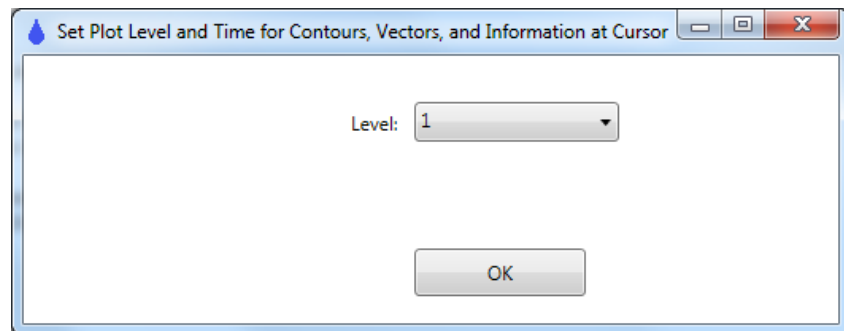 Set Plot Level and Time for Contours, Vectors, and Information at Cursor
Level: 1
OK